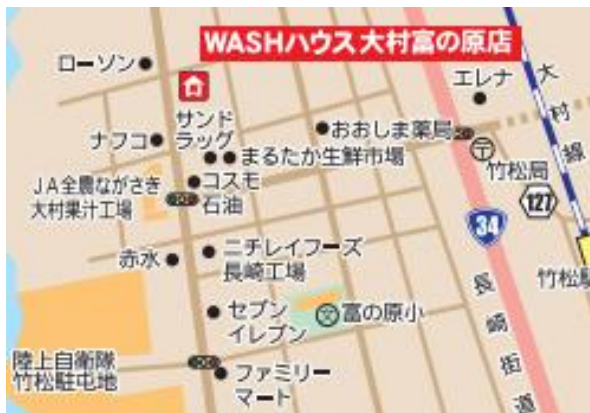 WASHハウス 大村富の原店
ローソン
エレナ
大村線
サンド
ラッグ
おおしま薬局
ナフコ
まるたか生鮮市場
竹松局
JA全農ながさき
大村果汁工場
コスモ
石油
127
34
赤水
ニチレイフーズ
長崎工場
竹松駅
長崎街道
セブン
イレブン
文
富の原小
陸上自衛隊
竹松駐屯地
ファミリー
マート